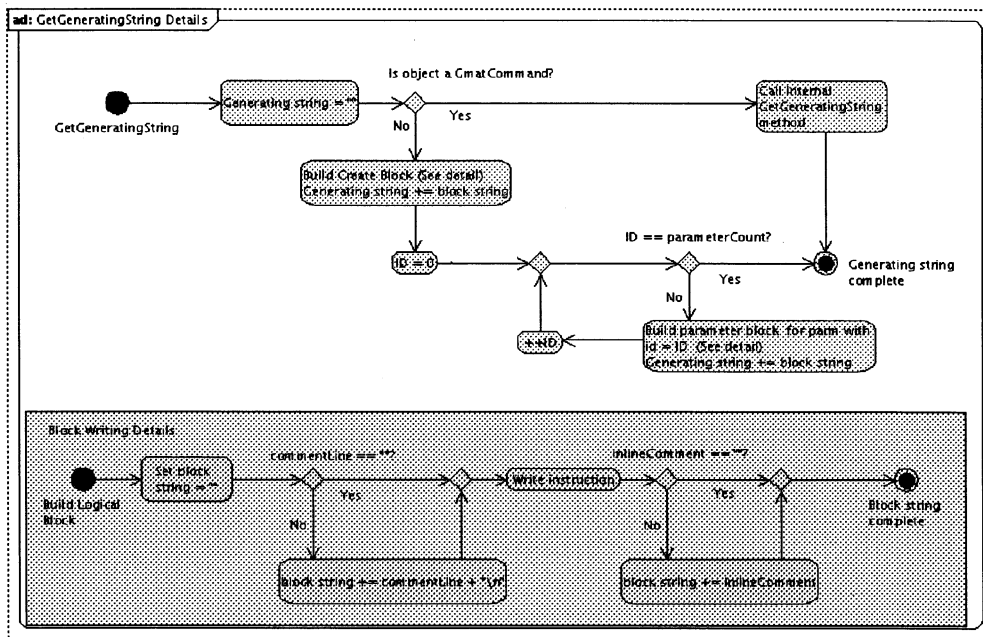 ad: GetGeneratingString Details
Is object a GmatCommand?
Generating string = ""
Call Internal
GetGeneratingString
method
GetGeneratingString
Yes
No
Build Create Block (See detail)
Generating string += block string
ID == parameterCount?
ID = 0
Yes
Generating string
complete
No
++ID
Build parameter block for parm with
id = ID (See detail)
Generating string += block string
Block Writing Details
commentLine == ""?
inlineComment == ""?
Set block
string = ""
Write instruction
Yes
Yes
Build Logical
Block
Block string
complete
No
No
block string += commentLine + "\n"
block string += inlineComment